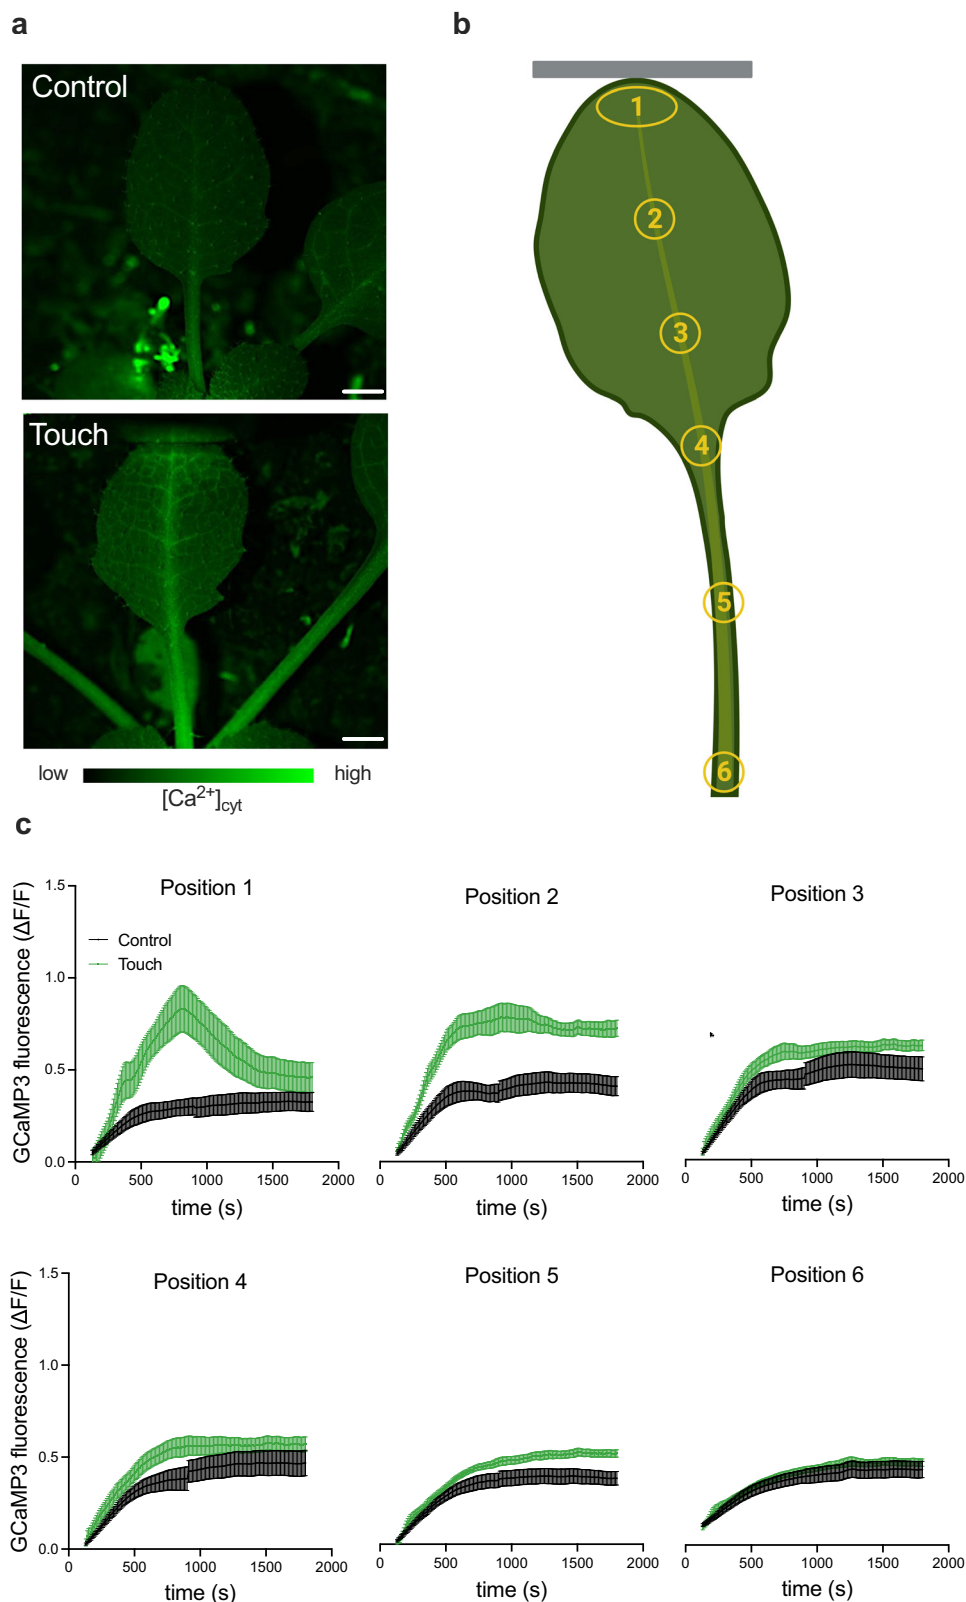 a
Control
Touch
low
high
[Ca²⁺]cyt
b
1
2
3
4
5
6
c
Position 1
GCaMP3 fluorescence (ΔF/F)
1.5
1.0
0.5
0.0
Control
Touch
0 500 1000 1500 2000
time (s)
Position 2
0 500 1000 1500 2000
time (s)
Position 3
0 500 1000 1500 2000
time (s)
Position 4
GCaMP3 fluorescence (ΔF/F)
1.5
1.0
0.5
0.0
0 500 1000 1500 2000
time (s)
Position 5
0 500 1000 1500 2000
time (s)
Position 6
0 500 1000 1500 2000
time (s)